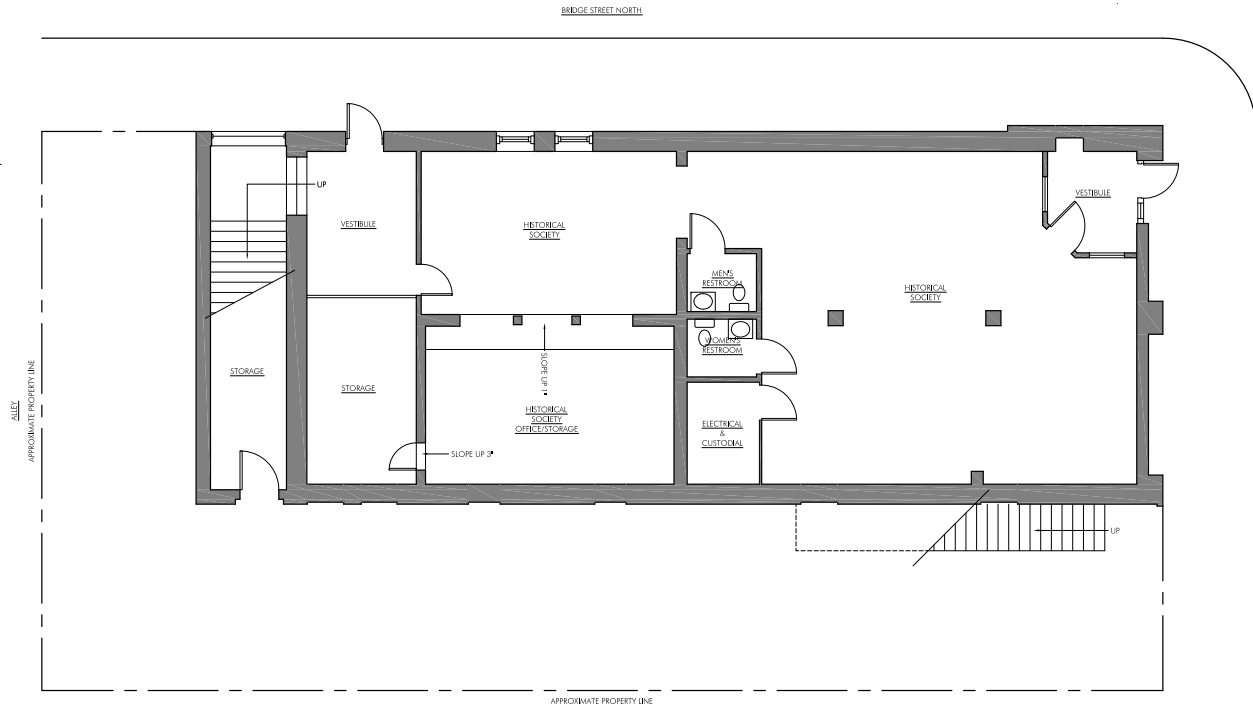 BRIDGE STREET NORTH
UP
VESTIBULE
VESTIBULE
HISTORICAL
SOCIETY
MEN'S
RESTROOM
HISTORICAL
SOCIETY
WOMEN'S
RESTROOM
STORAGE
STORAGE
SLOPE UP 1"
HISTORICAL
SOCIETY
OFFICE/STORAGE
ELECTRICAL
&
CUSTODIAL
SLOPE UP 3"
ALLEY
APPROXIMATE PROPERTY LINE
UP
APPROXIMATE PROPERTY LINE